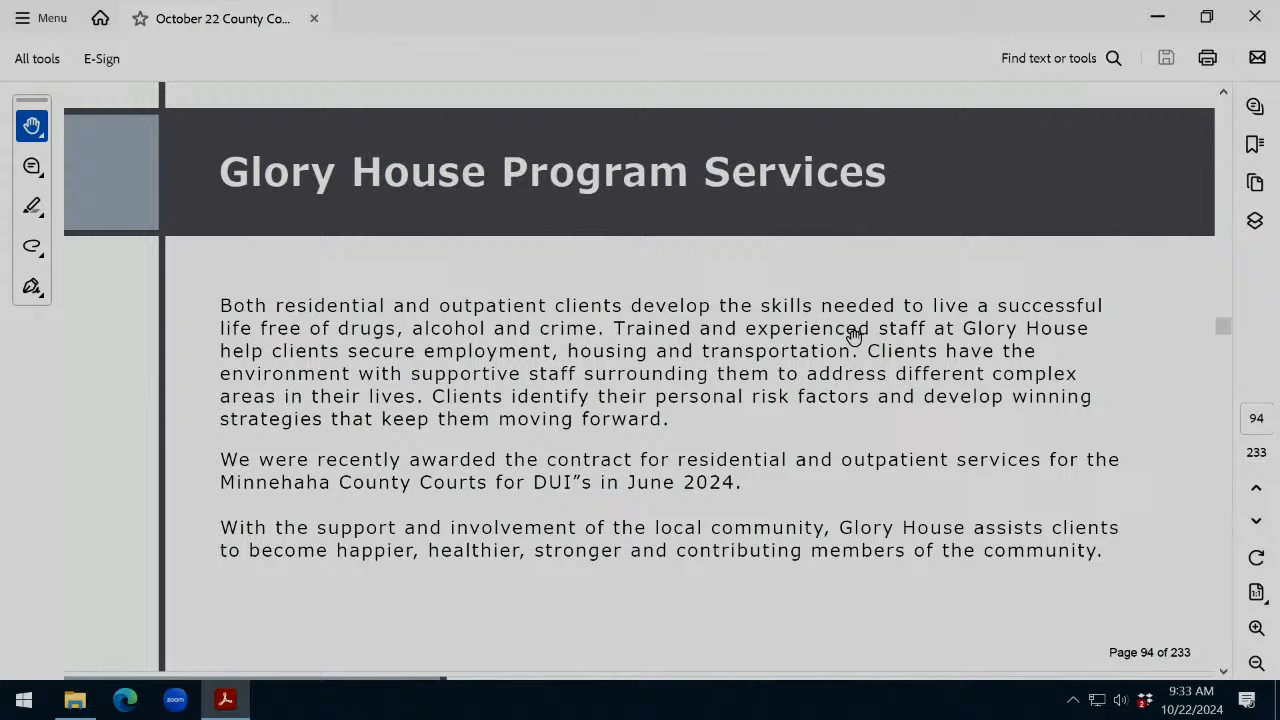 Menu
October 22 County Co...
All tools
E-Sign
Find text or tools
Glory House Program Services
Both residential and outpatient clients develop the skills needed to live a successful
life free of drugs, alcohol and crime. Trained and experienced staff at Glory House
help clients secure employment, housing and transportation. Clients have the
environment with supportive staff surrounding them to address different complex
areas in their lives. Clients identify their personal risk factors and develop winning
strategies that keep them moving forward.
We were recently awarded the contract for residential and outpatient services for the
Minnehaha County Courts for DUI”s in June 2024.
With the support and involvement of the local community, Glory House assists clients
to become happier, healthier, stronger and contributing members of the community.
Page 94 of 233
94
233
1:1
zoom
2
9:33 AM
10/22/2024